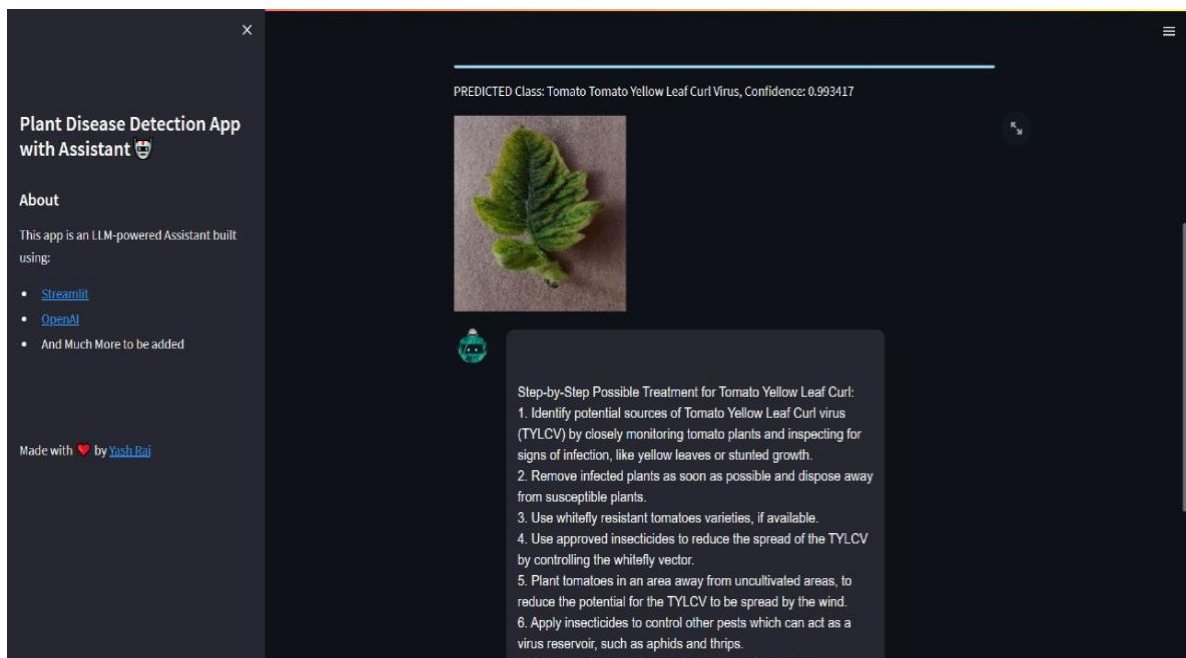 Plant Disease Detection App
with Assistant
About
This app is an LLM-powered Assistant built
using:
Streamlit
OpenAI
And Much More to be added
Made with ❤️ by Yash Raj
PREDICTED Class: Tomato Tomato Yellow Leaf Curl Virus, Confidence: 0.993417
Step-by-Step Possible Treatment for Tomato Yellow Leaf Curl:
1. Identify potential sources of Tomato Yellow Leaf Curl virus
(TYLCV) by closely monitoring tomato plants and inspecting for
signs of infection, like yellow leaves or stunted growth.
2. Remove infected plants as soon as possible and dispose away
from susceptible plants.
3. Use whitefly resistant tomatoes varieties, if available.
4. Use approved insecticides to reduce the spread of the TYLCV
by controlling the whitefly vector.
5. Plant tomatoes in an area away from uncultivated areas, to
reduce the potential for the TYLCV to be spread by the wind.
6. Apply insecticides to control other pests which can act as a
virus reservoir, such as aphids and thrips.